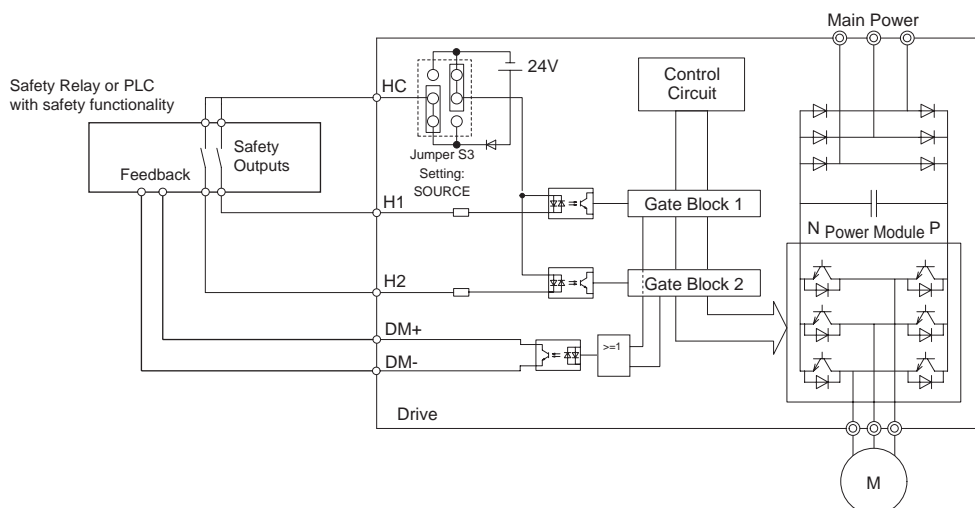 Main Power
Safety Relay or PLC
with safety functionality
HC
24V
Control
Circuit
Safety
Outputs
Feedback
Jumper S3
Setting:
SOURCE
H1
Gate Block 1
N
Power Module
P
H2
Gate Block 2
DM+
>=1
DM-
Drive
M